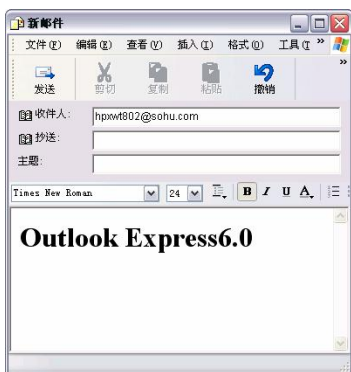 新邮件
文件(F) 编辑(E) 查看(V) 插入(I) 格式(O) 工具(T »
发送 剪切 复制 粘贴 撤销 »
收件人: hpxwt802@sohu.com
抄送:
主题:
Times New Roman 24 B I U A
Outlook Express6.0